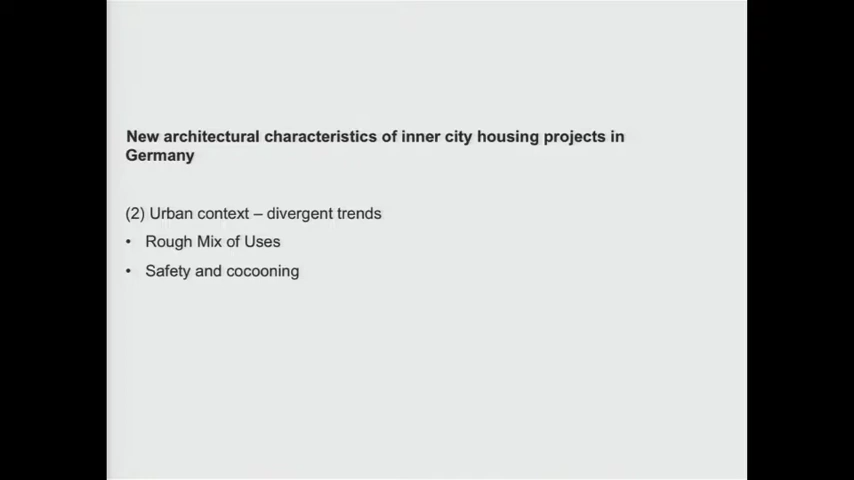 New architectural characteristics of inner city housing projects in
Germany
(2) Urban context – divergent trends
• Rough Mix of Uses
• Safety and cocooning